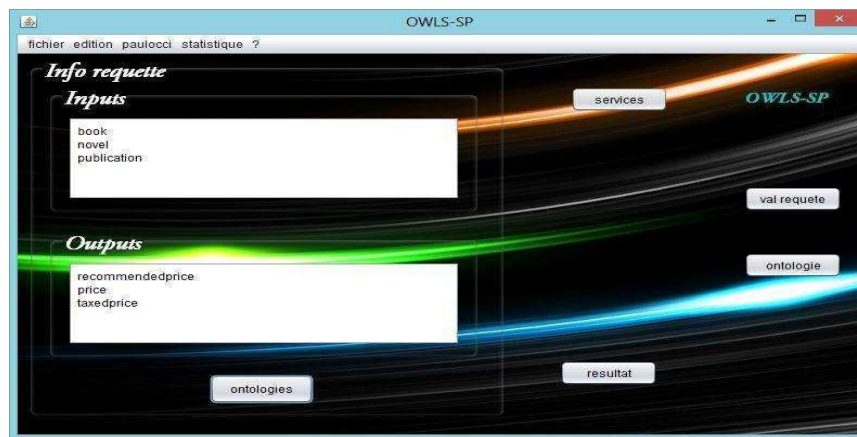 OWLS-SP
fichier edition paulocci statistique ?
Info requette
Inputs
book
novel
publication
Outputs
recommendedprice
price
taxedprice
ontologies
services
OWLS-SP
val requete
ontologie
resultat